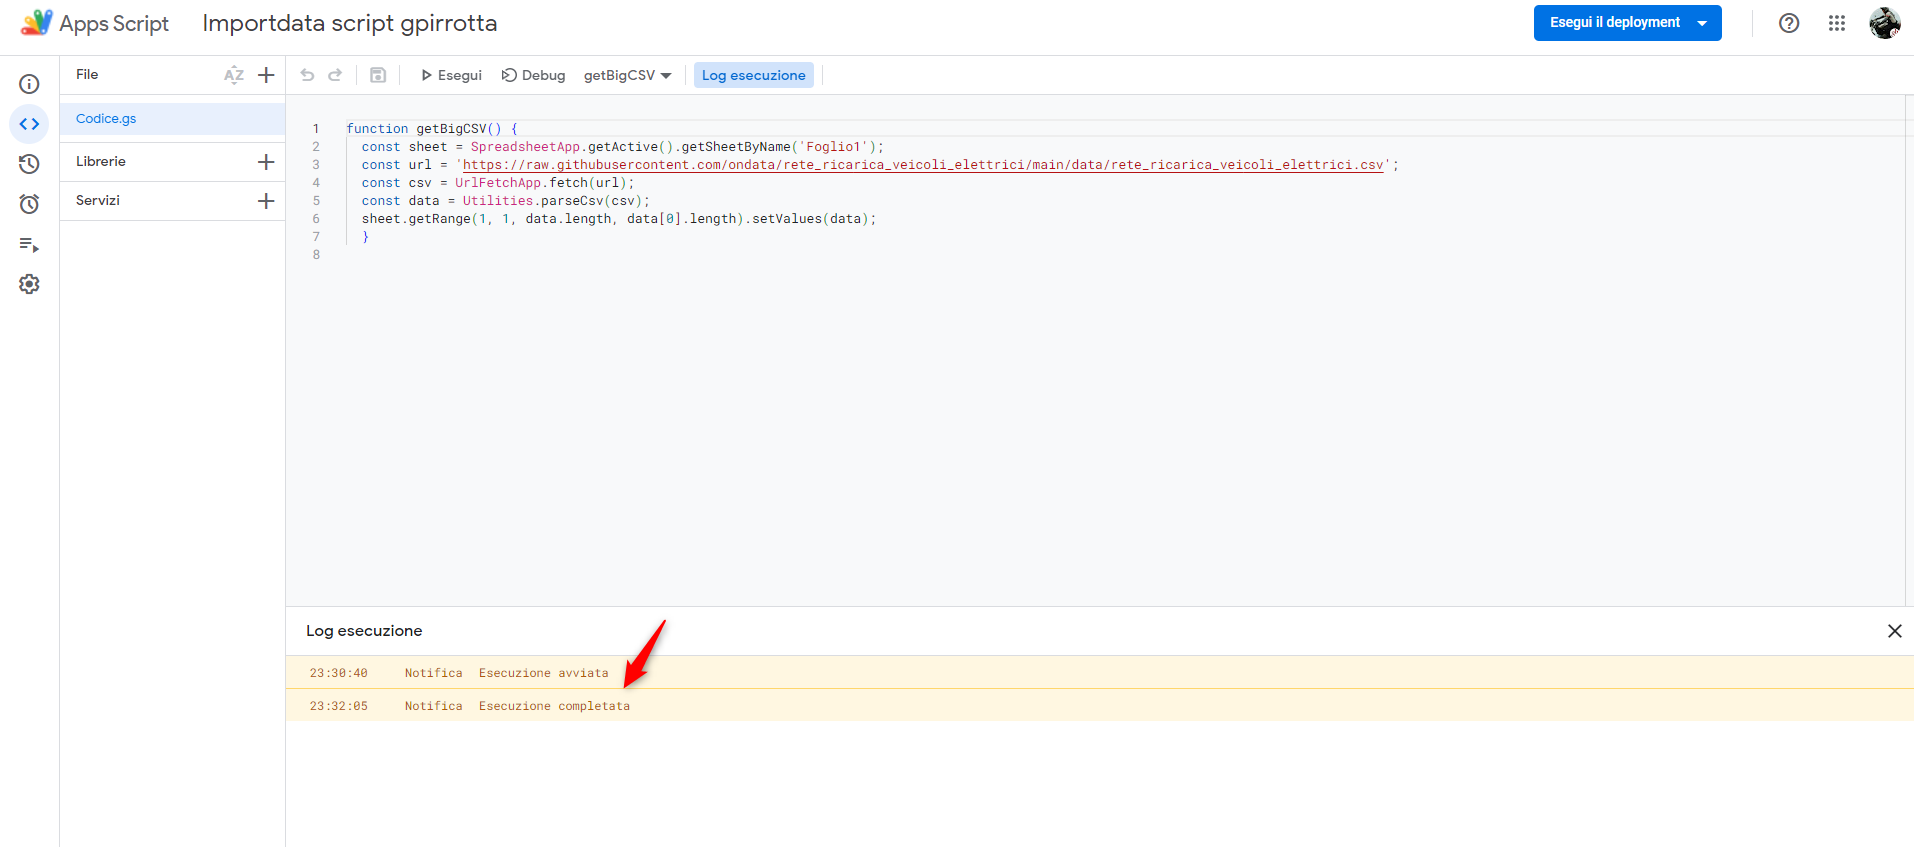 Apps Script
Importdata script gpirrotta
Esegui il deployment
File
AZ
Esegui
Debug
getBigCSV
Log esecuzione
Codice.gs
Librerie
Servizi
1 function getBigCSV() {
2 const sheet = SpreadsheetApp.getActive().getSheetByName('Foglio1');
3 const url = 'https://raw.githubusercontent.com/ondata/rete_ricarica_veicoli_elettrici/main/data/rete_ricarica_veicoli_elettrici.csv';
4 const csv = UrlFetchApp.fetch(url);
5 const data = Utilities.parseCsv(csv);
6 sheet.getRange(1, 1, data.length, data[0].length).setValues(data);
7 }
8
Log esecuzione
23:30:40 Notifica Esecuzione avviata
23:32:05 Notifica Esecuzione completata